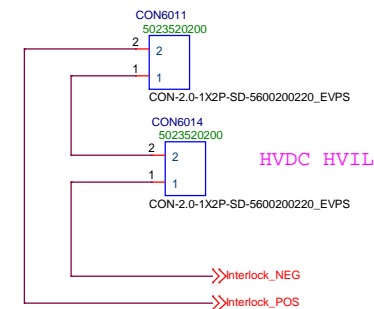 CON6011
5023520200
2 2
1 1
CON-2.0-1X2P-SD-5600200220_EVPS
CON6014
5023520200
2 2
HVDC HVIL
1 1
CON-2.0-1X2P-SD-5600200220_EVPS
Interlock_NEG
Interlock_POS